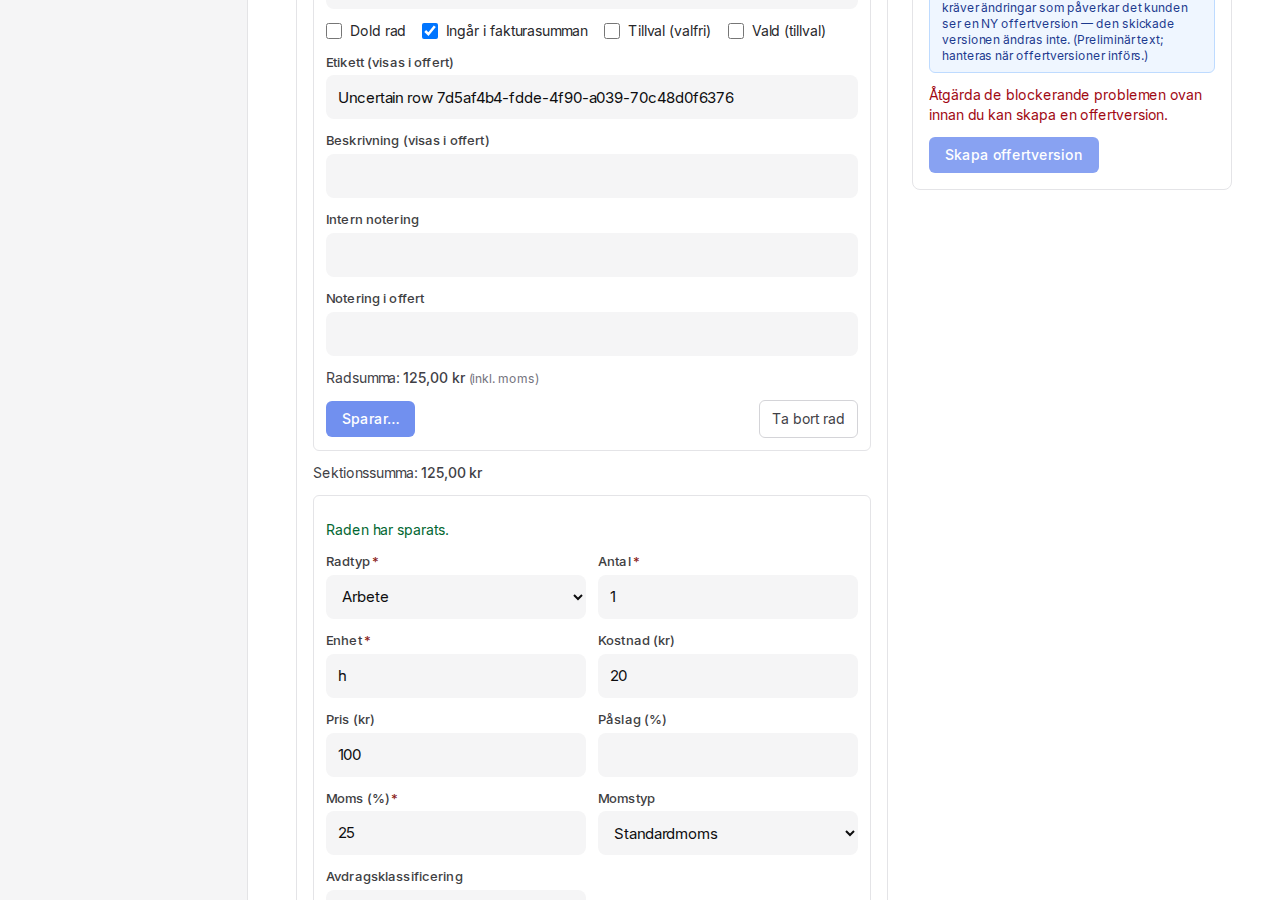 Dold rad Ingår i fakturasumman Tillval (valfri) Vald (tillval)
Etikett (visas i offert)
Uncertain row 7d5af4b4-fdde-4f90-a039-70c48d0f6376
Beskrivning (visas i offert)
Intern notering
Notering i offert
Radsumma: 125,00 kr (inkl. moms)
Sparar...
Ta bort rad
Sektionssumma: 125,00 kr
Raden har sparats.
Radtyp * Antal *
Arbete 1
Enhet * Kostnad (kr)
h 20
Pris (kr) Påslag (%)
100
Moms (%) * Momstyp
25 Standardmoms
Avdragsklassificering
kräver ändringar som påverkar det kunden
ser en NY offertversion — den skickade
versionen ändras inte. (Preliminär text;
hanteras när offertversioner införs.)
Åtgärda de blockerande problemen ovan
innan du kan skapa en offertversion.
Skapa offertversion